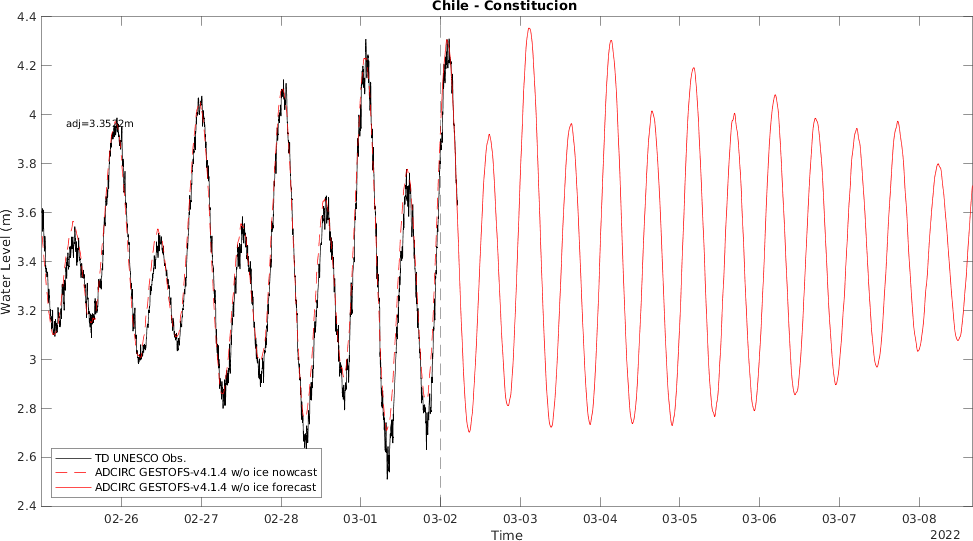 Chile - Constitucion
4.4
4.2
4
3.8
3.6
3.4
3.2
3
2.8
2.6
2.4
Water Level (m)
adj=3.3522m
TD UNESCO Obs.
ADCIRC GESTOFS-v4.1.4 w/o ice nowcast
ADCIRC GESTOFS-v4.1.4 w/o ice forecast
02-26 02-27 02-28 03-01 03-02 03-03 03-04 03-05 03-06 03-07 03-08
Time
2022